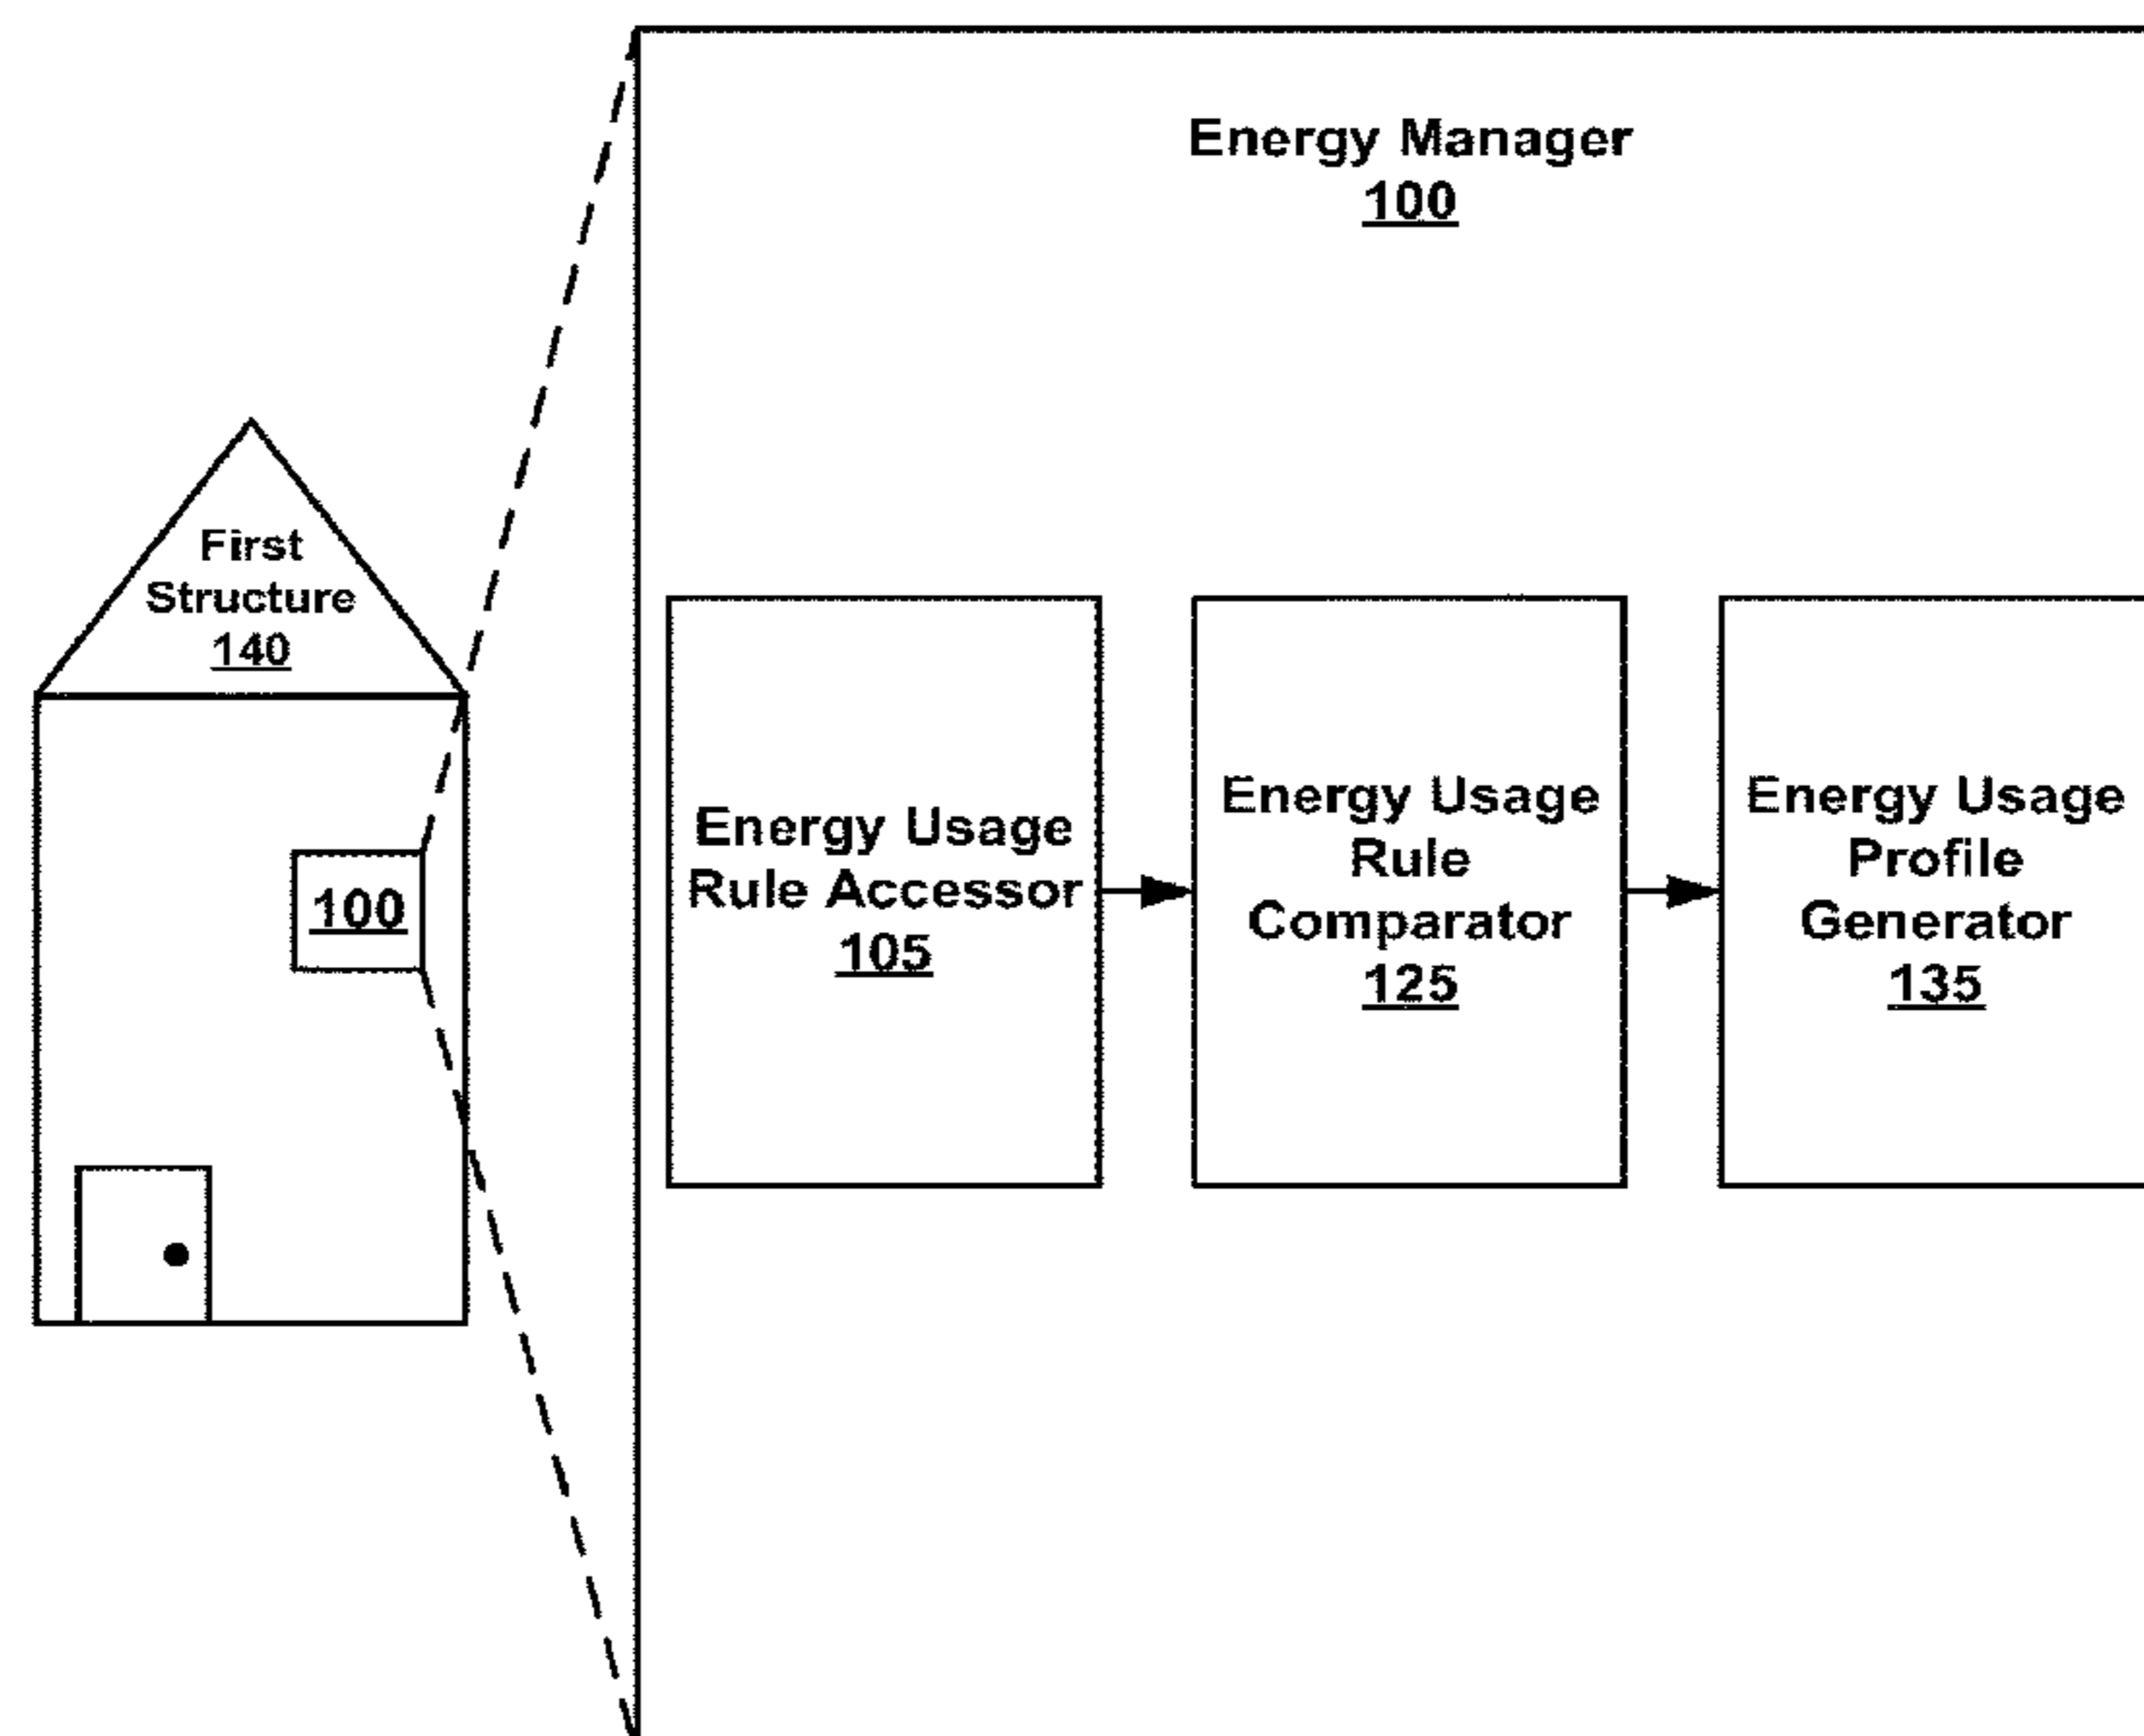 Energy Manager
100
First
Structure
140
100
Energy Usage
Rule Accessor
105
Energy Usage
Rule
Comparator
125
Energy Usage
Profile
Generator
135